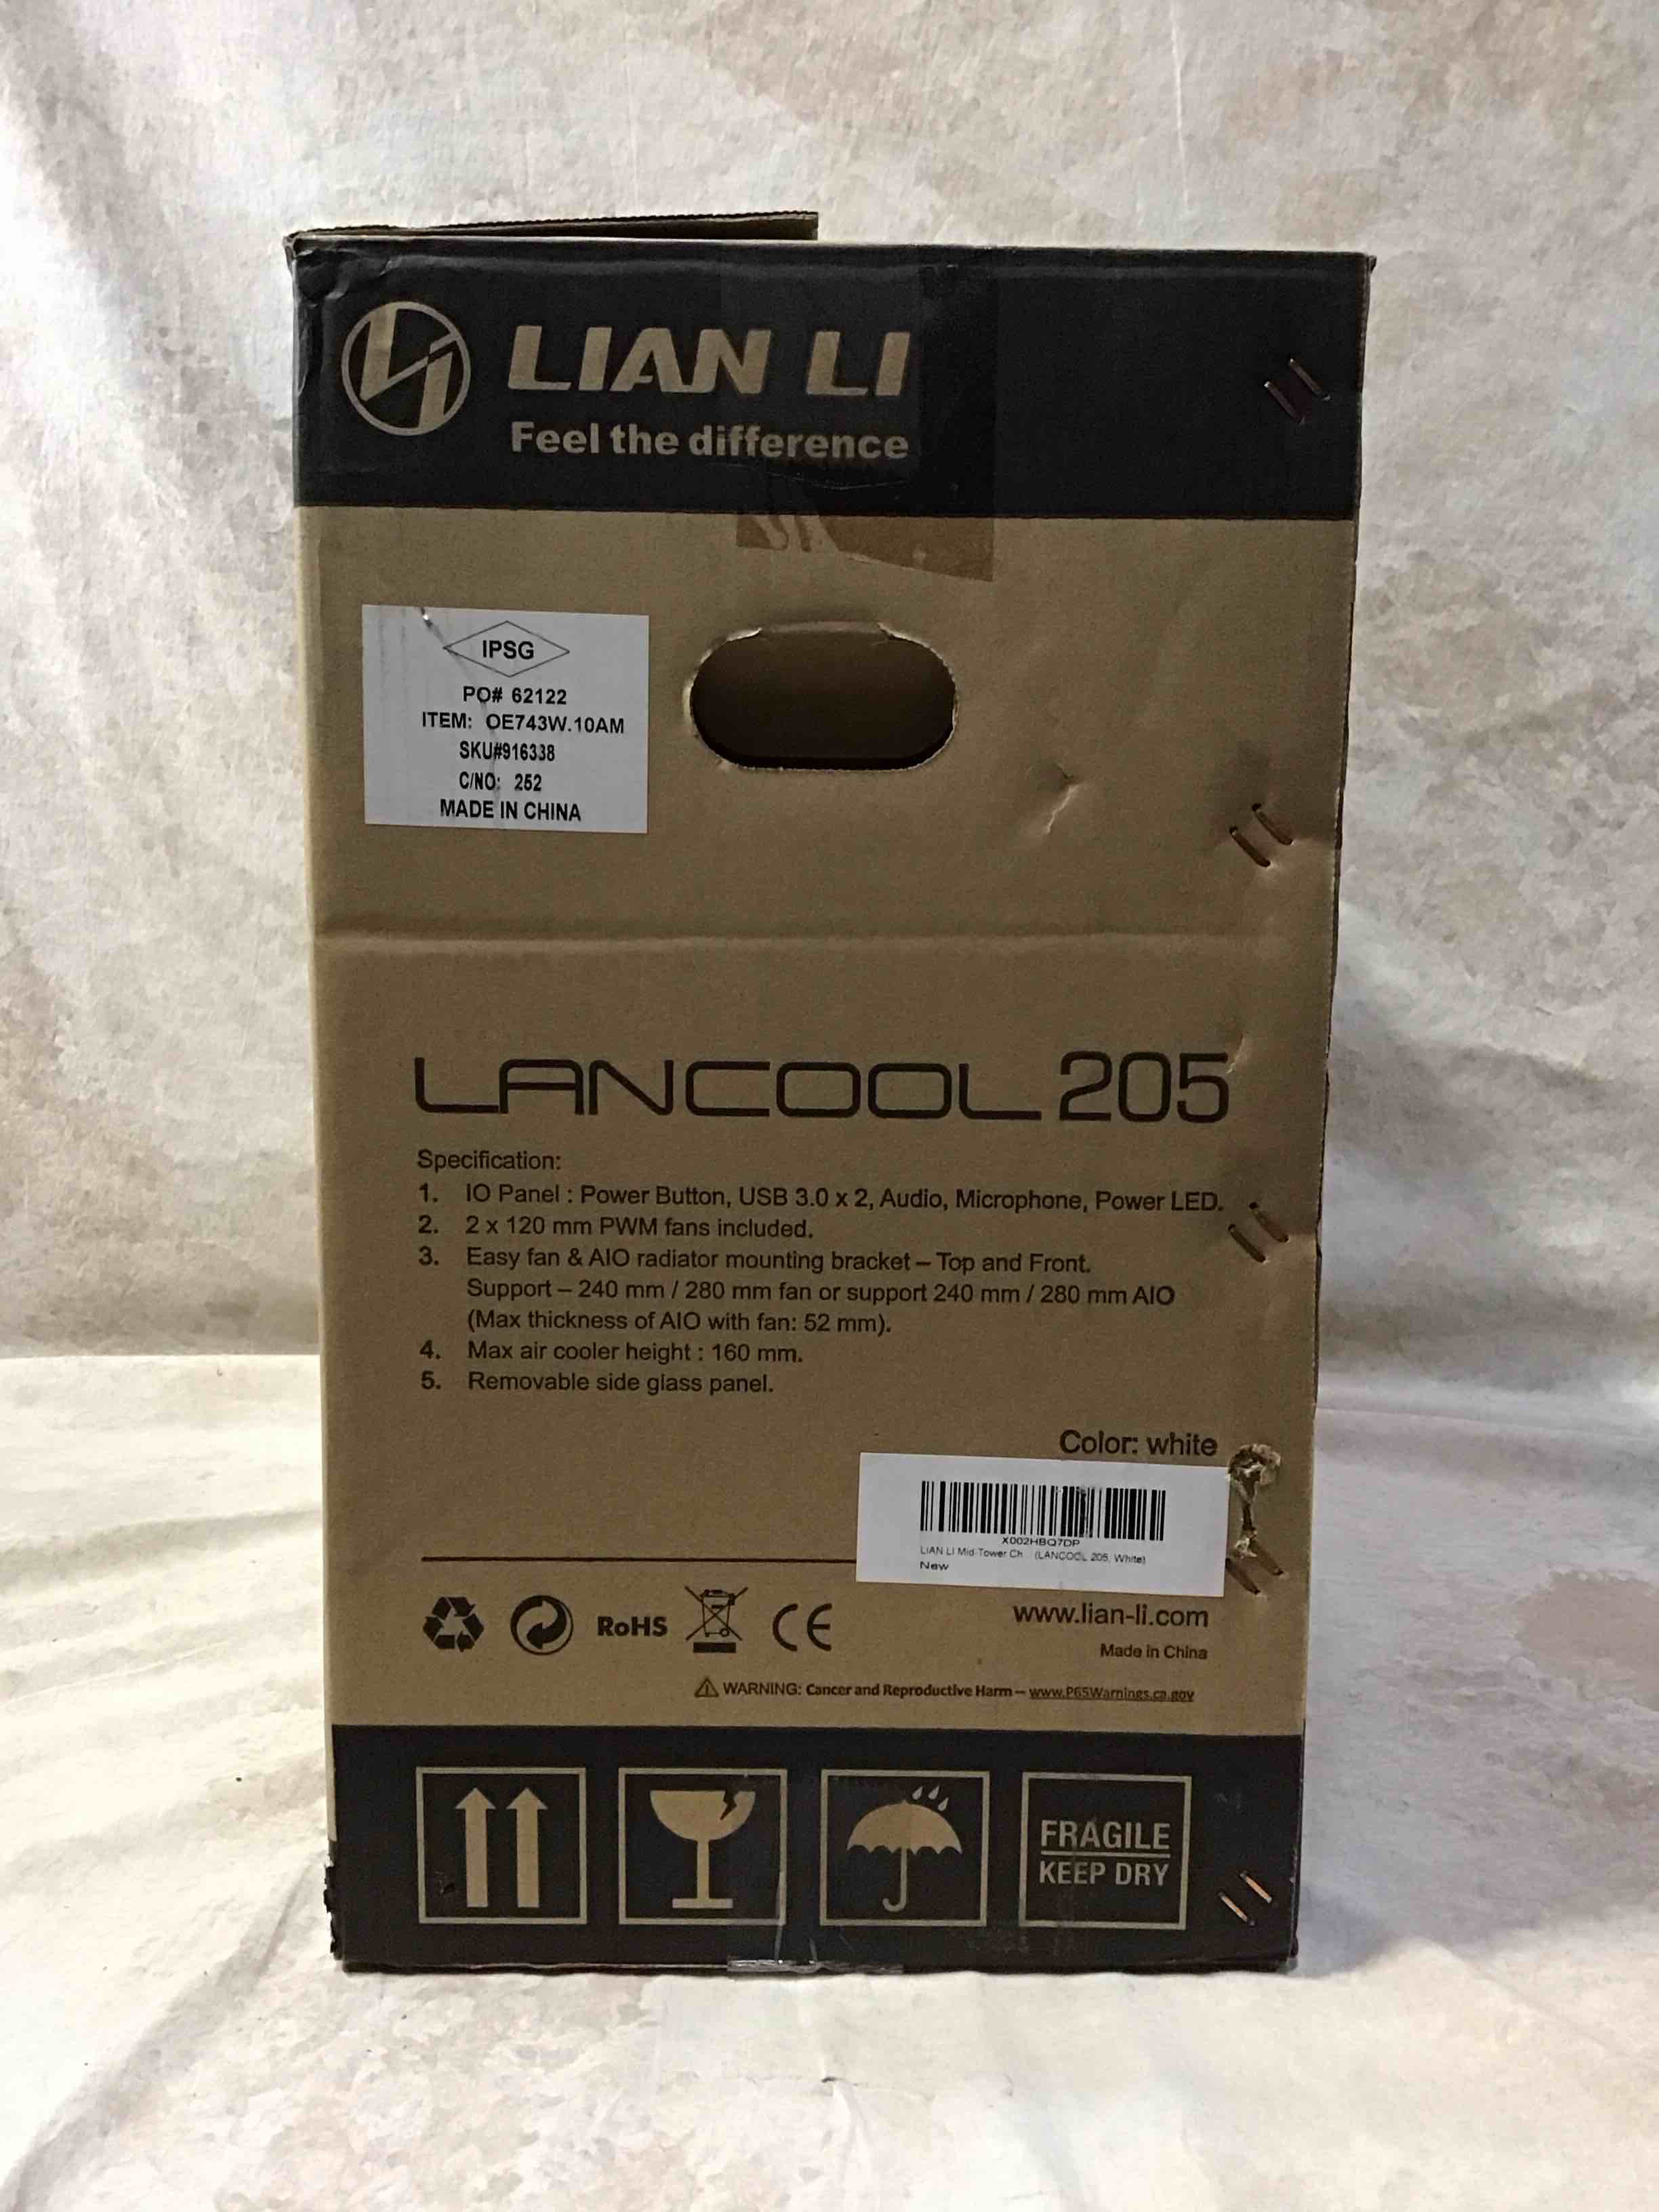 LIAN LI
Feel the difference
IPSG
PO# 62122
ITEM: OE743W.10AM
SKU#916338
C/NO: 252
MADE IN CHINA
LANCOOL 205
Specification:
1. IO Panel : Power Button, USB 3.0 x 2, Audio, Microphone, Power LED.
2. 2 x 120 mm PWM fans included.
3. Easy fan & AIO radiator mounting bracket – Top and Front.
Support – 240 mm / 280 mm fan or support 240 mm / 280 mm AIO
(Max thickness of AIO with fan: 52 mm).
4. Max air cooler height : 160 mm.
5. Removable side glass panel.
Color: white
X002HBQ7DP
LIAN LI Mid-Tower Ch... (LANCOOL 205, White)
New
RoHS
CE
www.lian-li.com
Made in China
WARNING: Cancer and Reproductive Harm – www.P65Warnings.ca.gov
FRAGILE
KEEP DRY